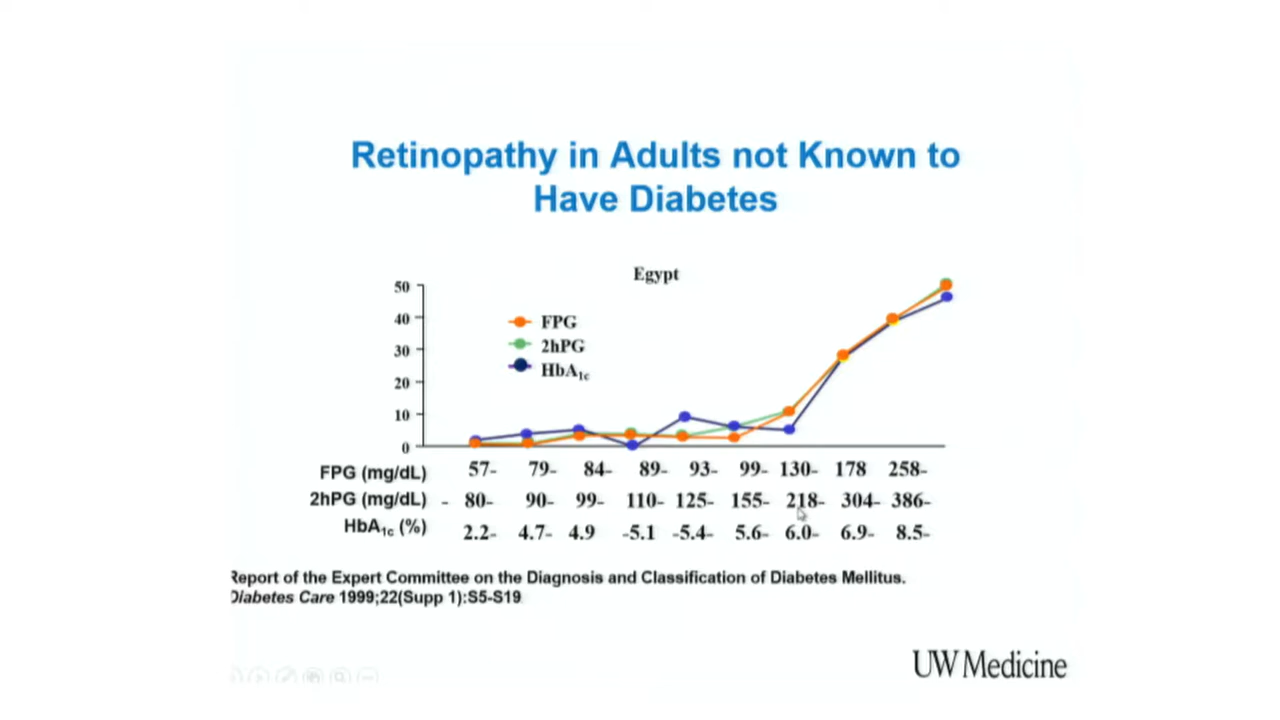 Retinopathy in Adults not Known to
Have Diabetes
Egypt
50
40
30
20
10
0
FPG
2hPG
HbA1c
FPG (mg/dL) 57- 79- 84- 89- 93- 99- 130- 178 258-
2hPG (mg/dL) - 80- 90- 99- 110- 125- 155- 218- 304- 386-
HbA1c (%) 2.2- 4.7- 4.9 -5.1 -5.4- 5.6- 6.0- 6.9- 8.5-
Report of the Expert Committee on the Diagnosis and Classification of Diabetes Mellitus.
Diabetes Care 1999;22(Supp 1):S5-S19
UW Medicine